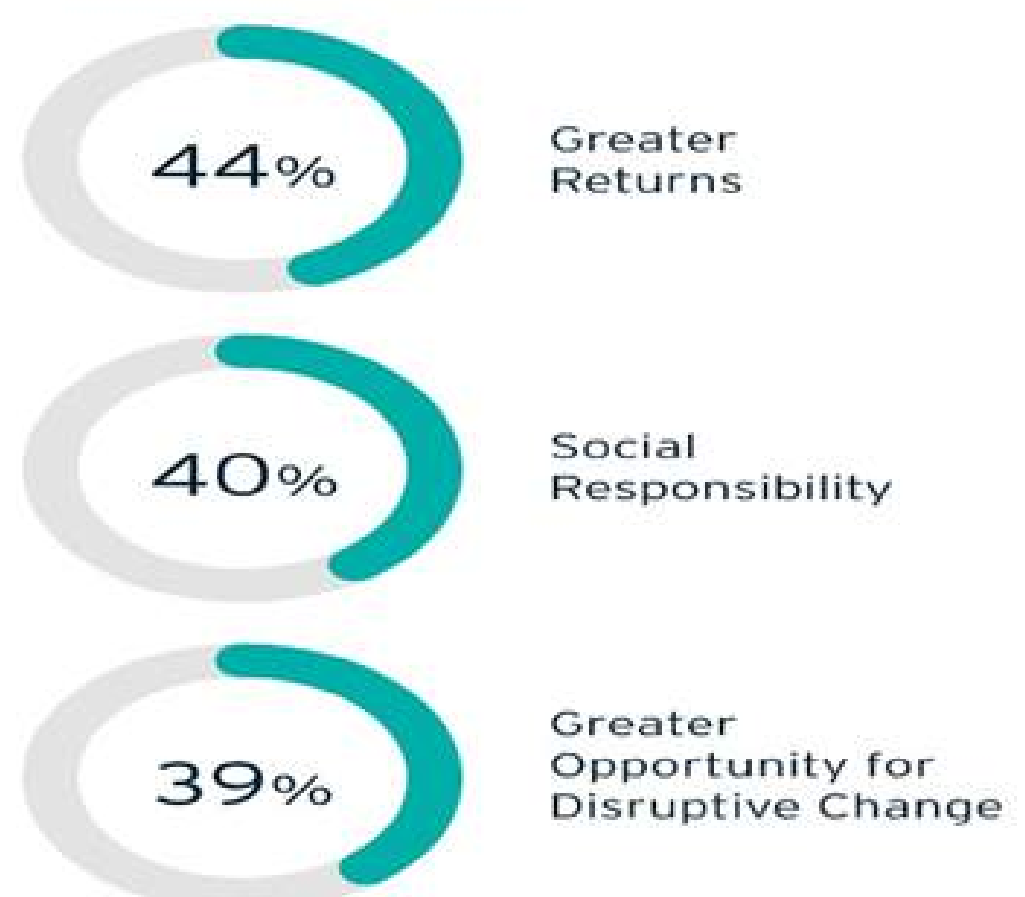 44%
Greater
Returns
40%
Social
Responsibility
39%
Greater
Opportunity for
Disruptive Change